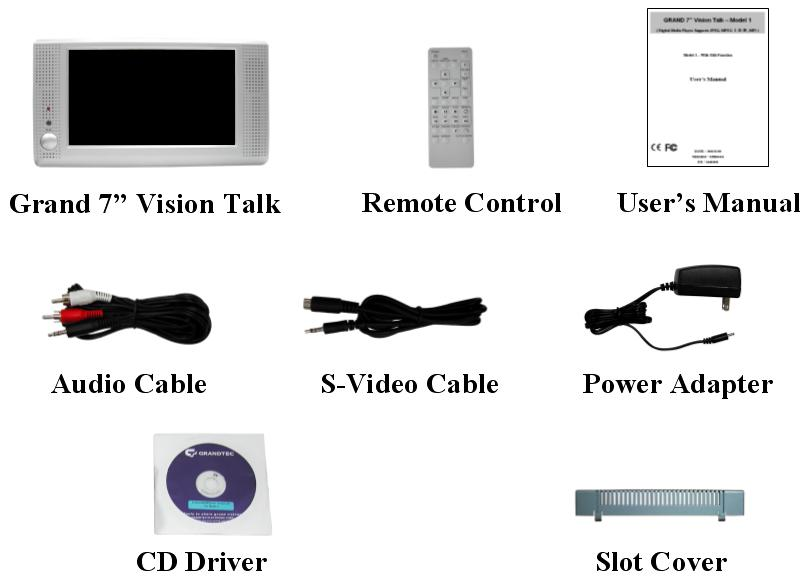 GRAND 7” Vision Talk – Model 1
User's Manual
CE FC
Grand 7” Vision Talk
Remote Control
User’s Manual
Audio Cable
S-Video Cable
Power Adapter
GRANDTEC
CD Driver
Slot Cover